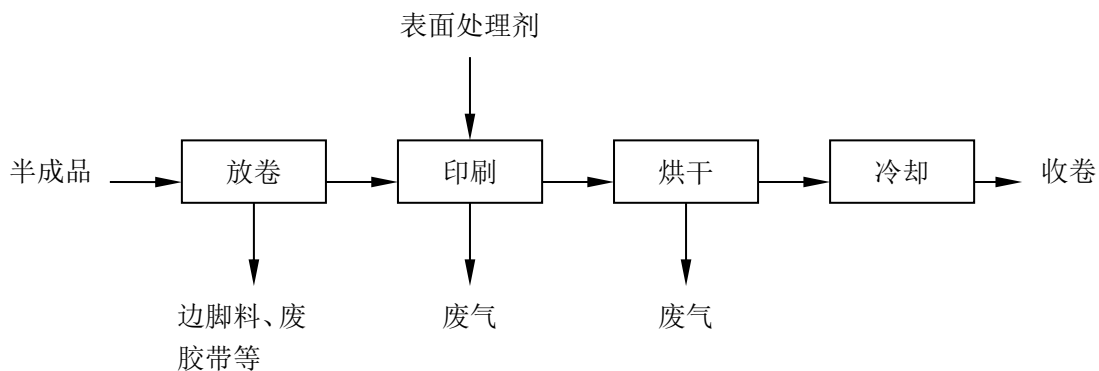 表面处理剂
半成品
放卷
印刷
烘干
冷却
收卷
边脚料、废
胶带等
废气
废气